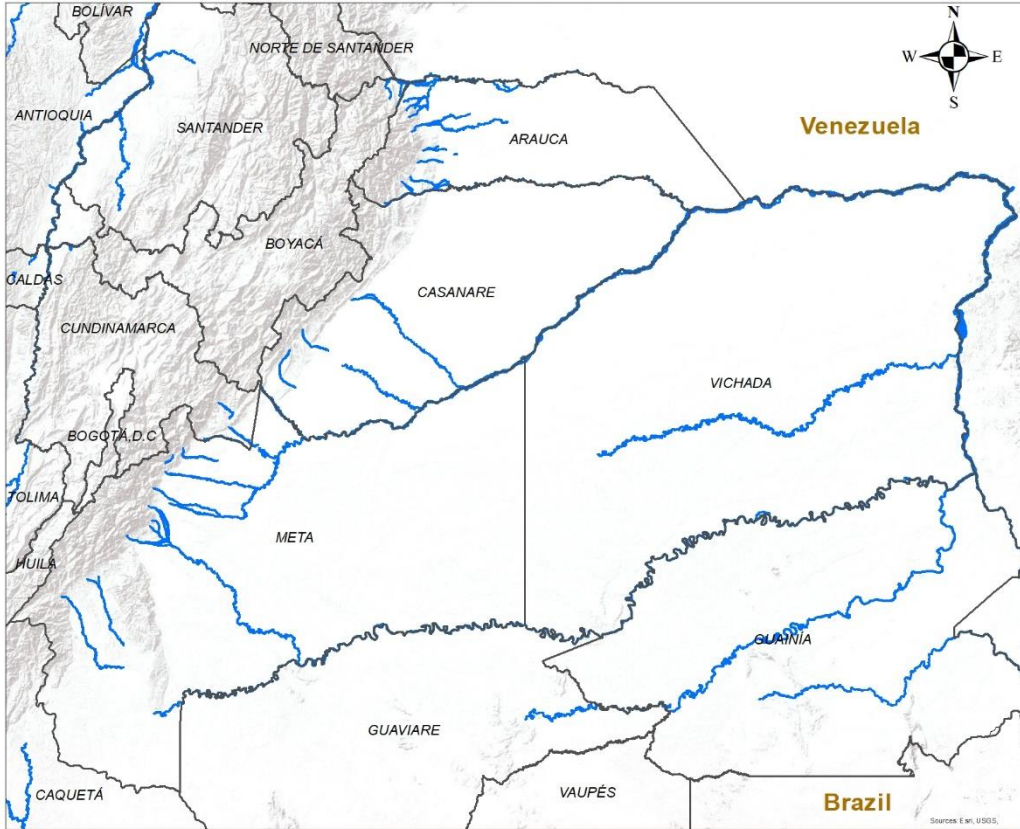 BOLÍVAR
N
NORTE DE SANTANDER
W E
S
ANTIOQUIA
SANTANDER
Venezuela
ARAUCA
BOYACÁ
CALDAS
CASANARE
CUNDINAMARCA
VICHADA
BOGOTÁ, D.C
TOLIMA
META
HUILA
GUAINÍA
GUAVIARE
CAQUETÁ
VAUPÉS
Brazil
Sources: Esri, USGS,